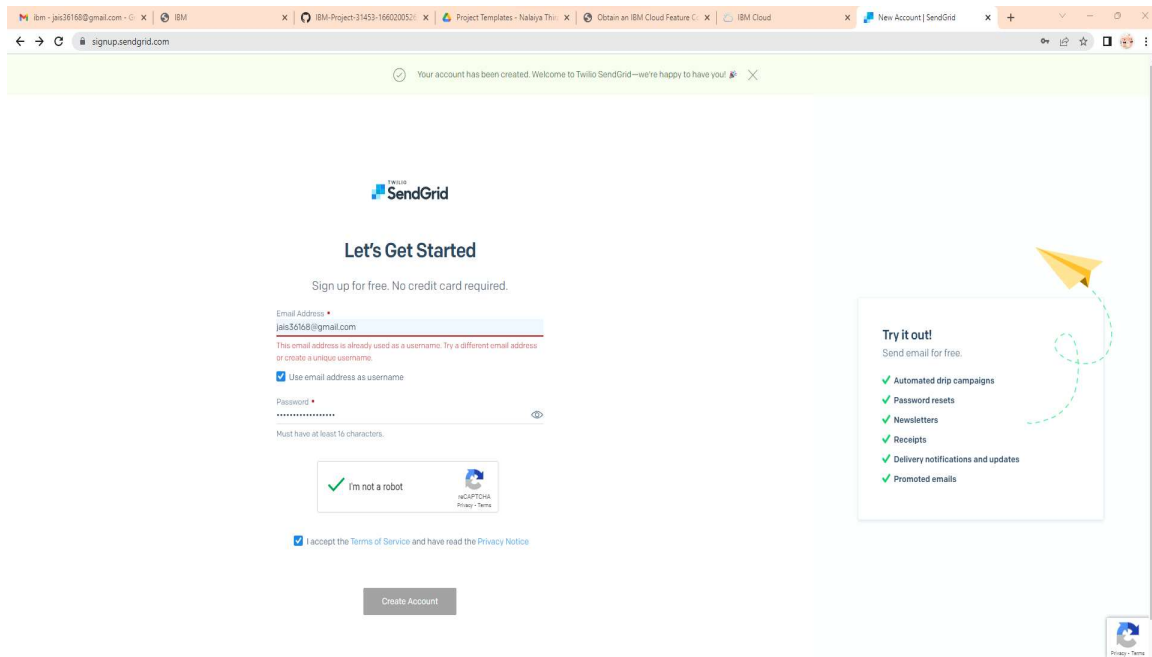 ibm - jais36168@gmail.com - G
IBM
IBM-Project-31453-1660200526
Project Templates - Nalaiya Thi
Obtain an IBM Cloud Feature C
IBM Cloud
New Account | SendGrid
signup.sendgrid.com
Your account has been created. Welcome to Twilio SendGrid—we're happy to have you! 🎉
TWILIO
SendGrid
Let's Get Started
Sign up for free. No credit card required.
Email Address •
jais36168@gmail.com
This email address is already used as a username. Try a different email address
or create a unique username.
Use email address as username
Password •
Must have at least 16 characters.
I'm not a robot
reCAPTCHA
Privacy - Terms
I accept the Terms of Service and have read the Privacy Notice
Create Account
Try it out!
Send email for free.
Automated drip campaigns
Password resets
Newsletters
Receipts
Delivery notifications and updates
Promoted emails
Privacy - Terms